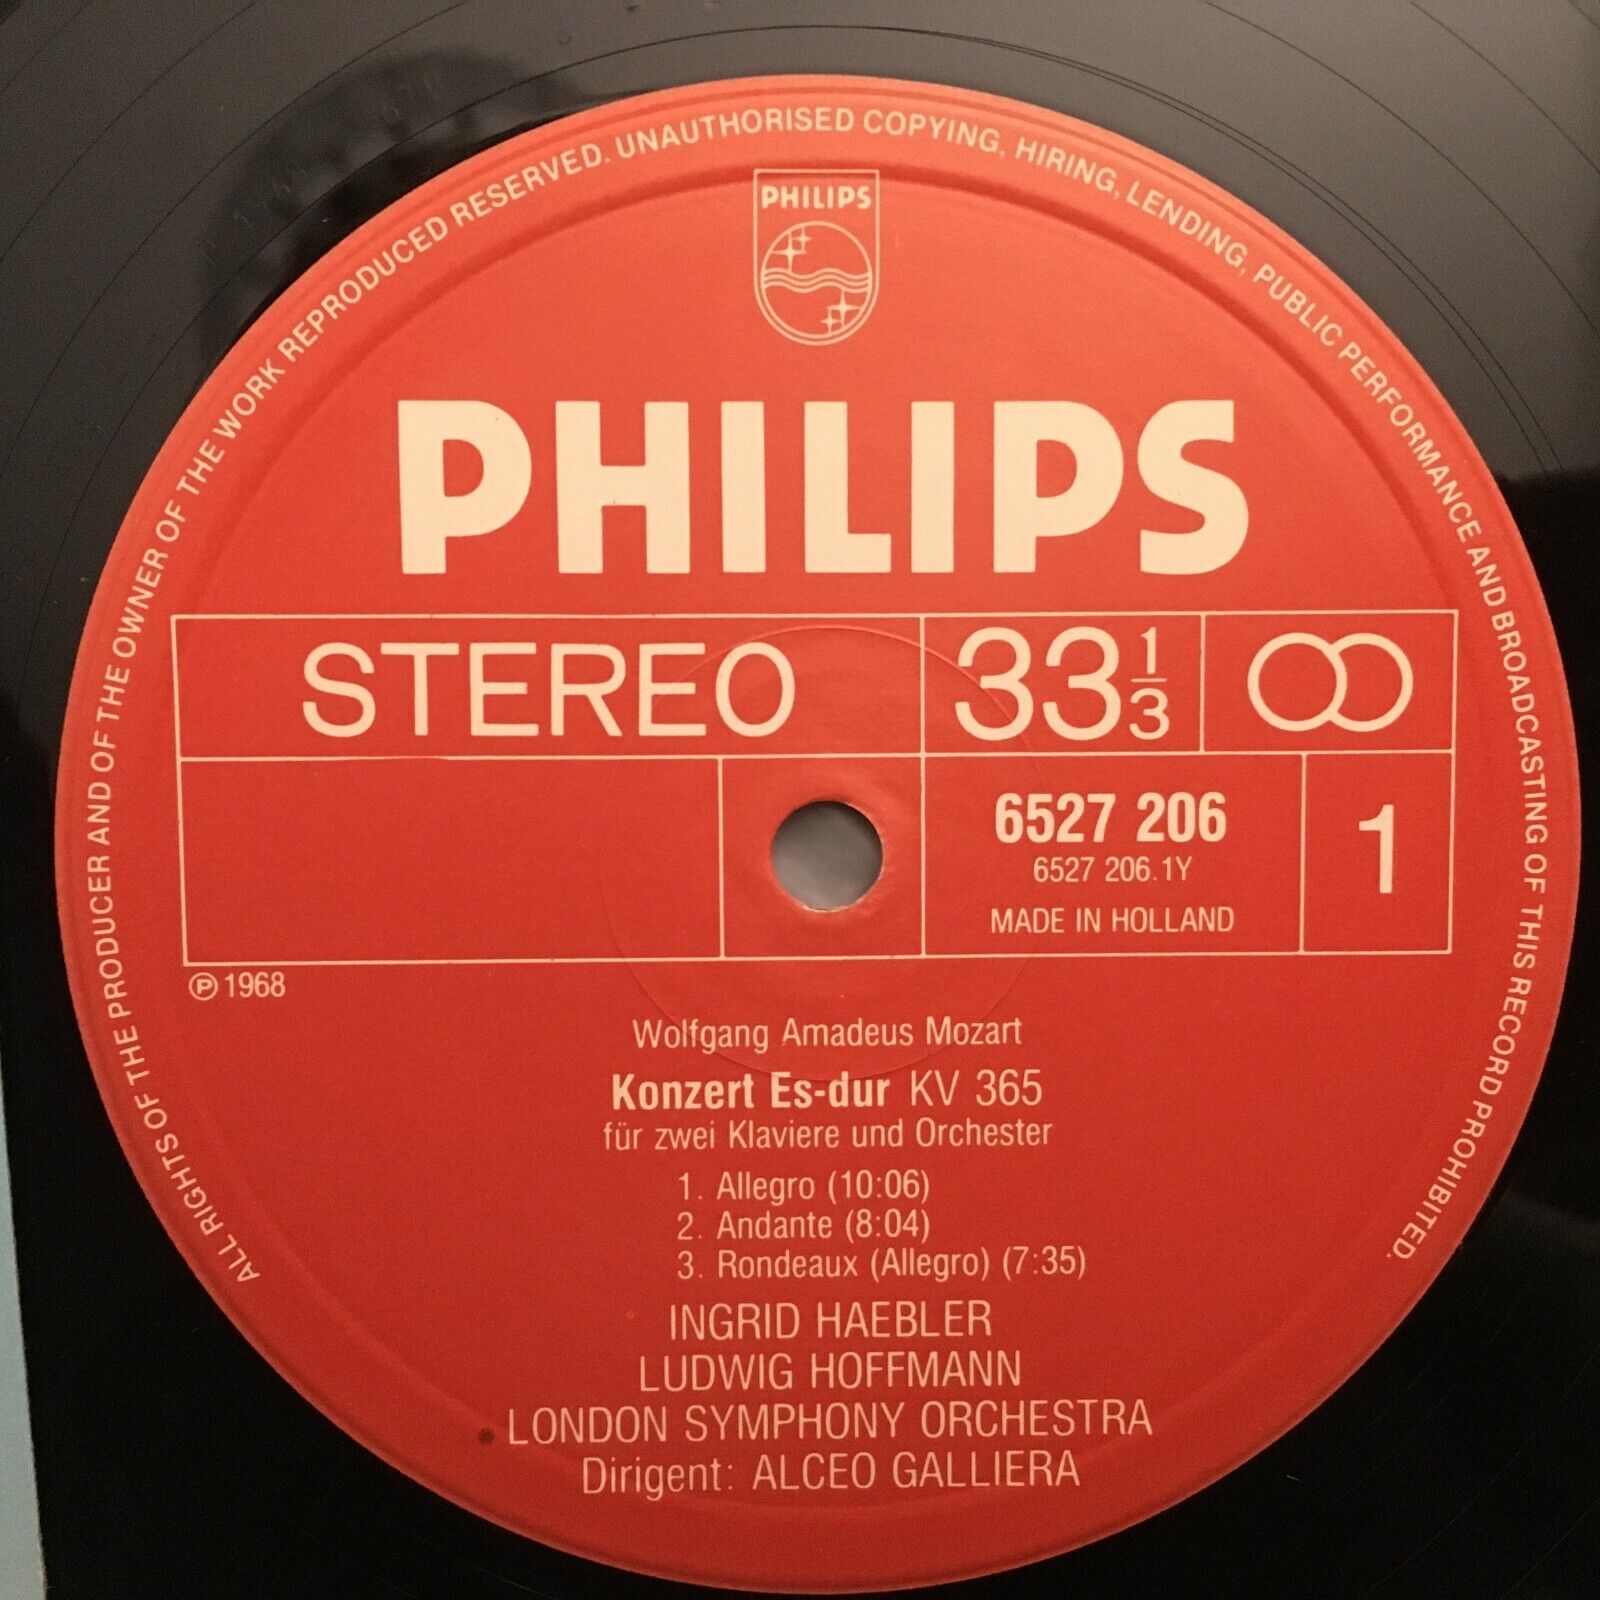 ALL RIGHTS OF THE PRODUCER AND OF THE OWNER OF THE WORK REPRODUCED RESERVED. UNAUTHORISED COPYING, HIRING, LENDING, PUBLIC PERFORMANCE AND BROADCASTING OF THIS RECORD PROHIBITED.
PHILIPS
PHILIPS
STEREO 33 1/3
6527 206 1
6527 206.1Y
MADE IN HOLLAND
℗ 1968
Wolfgang Amadeus Mozart
Konzert Es-dur KV 365
für zwei Klaviere und Orchester
1. Allegro (10:06)
2. Andante (8:04)
3. Rondeaux (Allegro) (7:35)
INGRID HAEBLER
LUDWIG HOFFMANN
LONDON SYMPHONY ORCHESTRA
Dirigent: ALCEO GALLIERA